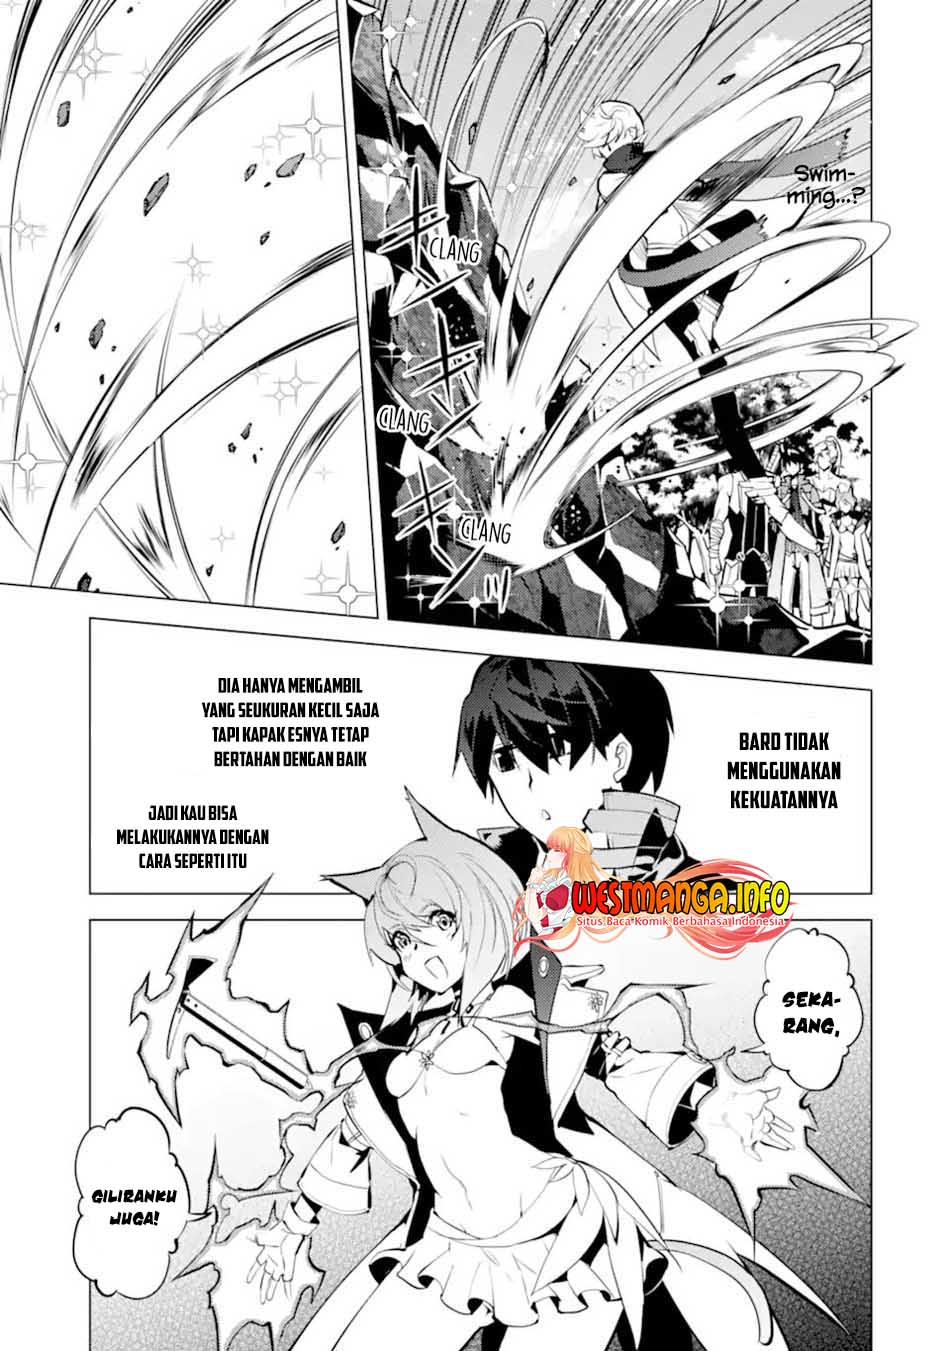 Swim-
ming...?
CLANG
CLANG
CLANG
BARD TIDAK
MENGGUNAKAN
KEKUATANNYA
DIA HANYA MENGAMBIL
YANG SEUKURAN KECIL SAJA
TAPI KAPAK ESNYA TETAP
BERTAHAN DENGAN BAIK
JADI KAU BISA
MELAKUKANNYA DENGAN
CARA SEPERTI ITU
WESTMANGA.INFO
Situs Baca Komik Berbahasa Indonesia
SEKA-
RANG,
GILIRANKU
JUGA!